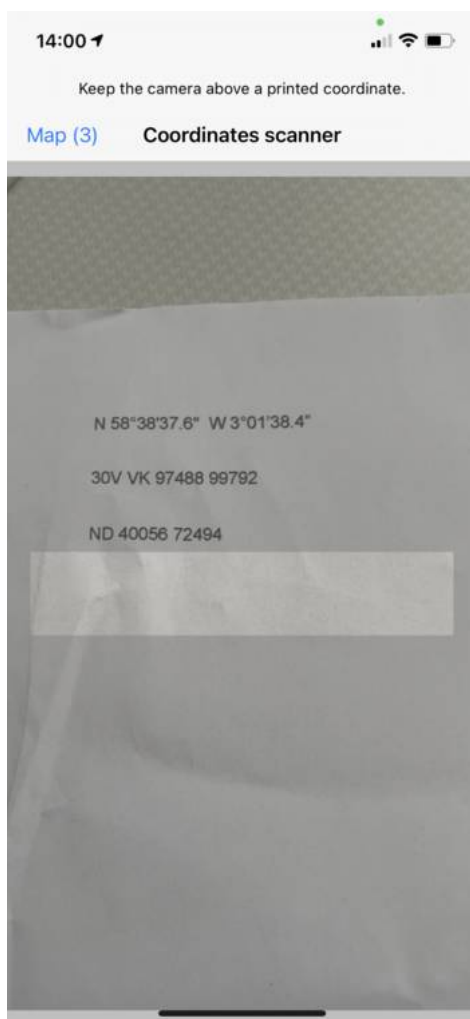 14:00
Keep the camera above a printed coordinate.
Map (3) Coordinates scanner
N 58°38'37.6" W 3°01'38.4"
30V VK 97488 99792
ND 40056 72494